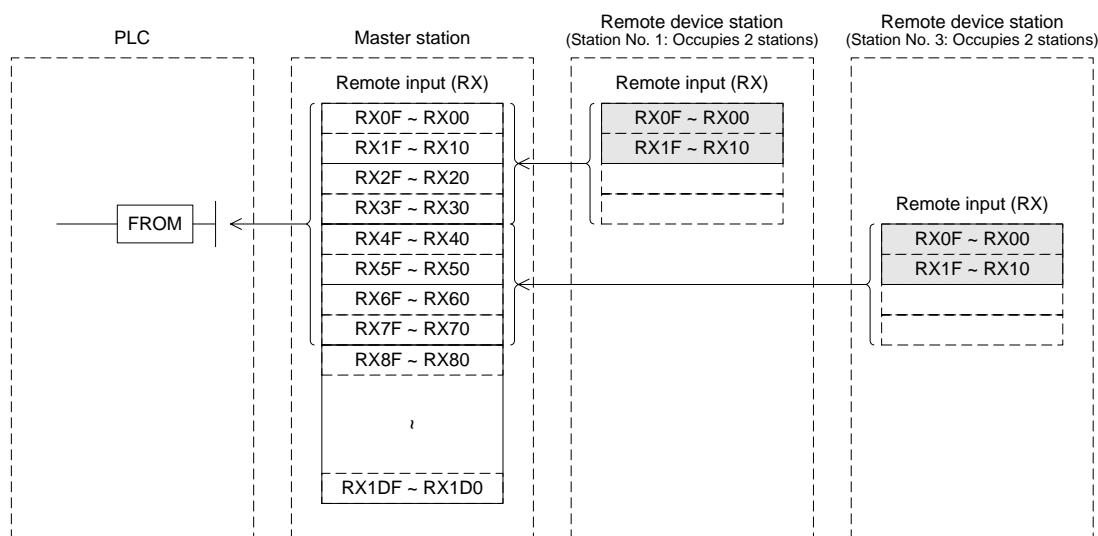 PLC
Master station
Remote device station
(Station No. 1: Occupies 2 stations)
Remote device station
(Station No. 3: Occupies 2 stations)
Remote input (RX)
RX0F ~ RX00
RX1F ~ RX10
RX2F ~ RX20
RX3F ~ RX30
RX4F ~ RX40
RX5F ~ RX50
RX6F ~ RX60
RX7F ~ RX70
RX8F ~ RX80
~
RX1DF ~ RX1D0
FROM
Remote input (RX)
RX0F ~ RX00
RX1F ~ RX10
Remote input (RX)
RX0F ~ RX00
RX1F ~ RX10